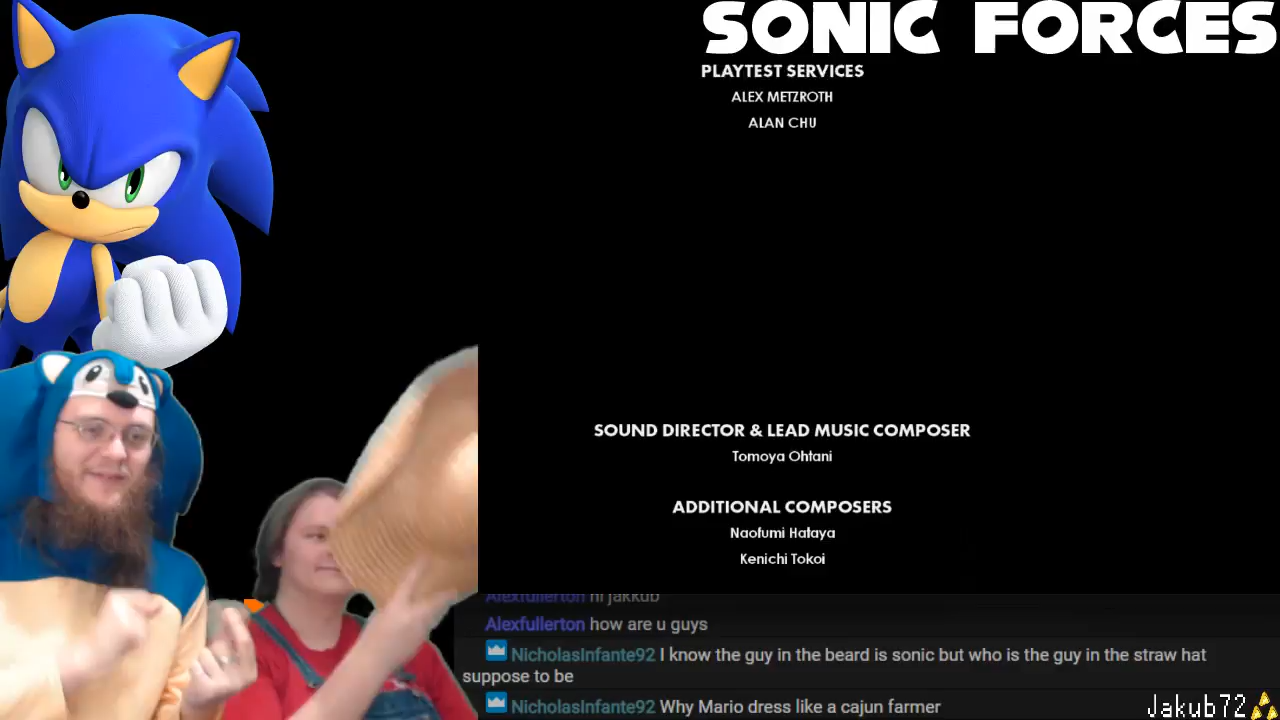 SONIC FORCES
PLAYTEST SERVICES
ALEX METZROTH
ALAN CHU
SOUND DIRECTOR & LEAD MUSIC COMPOSER
Tomoya Ohtani
ADDITIONAL COMPOSERS
Naofumi Hataya
Kenichi Tokoi
Alexfullerton hi jakkub
Alexfullerton how are u guys
NicholasInfante92 I know the guy in the beard is sonic but who is the guy in the straw hat
suppose to be
NicholasInfante92 Why Mario dress like a cajun farmer
Jakub72